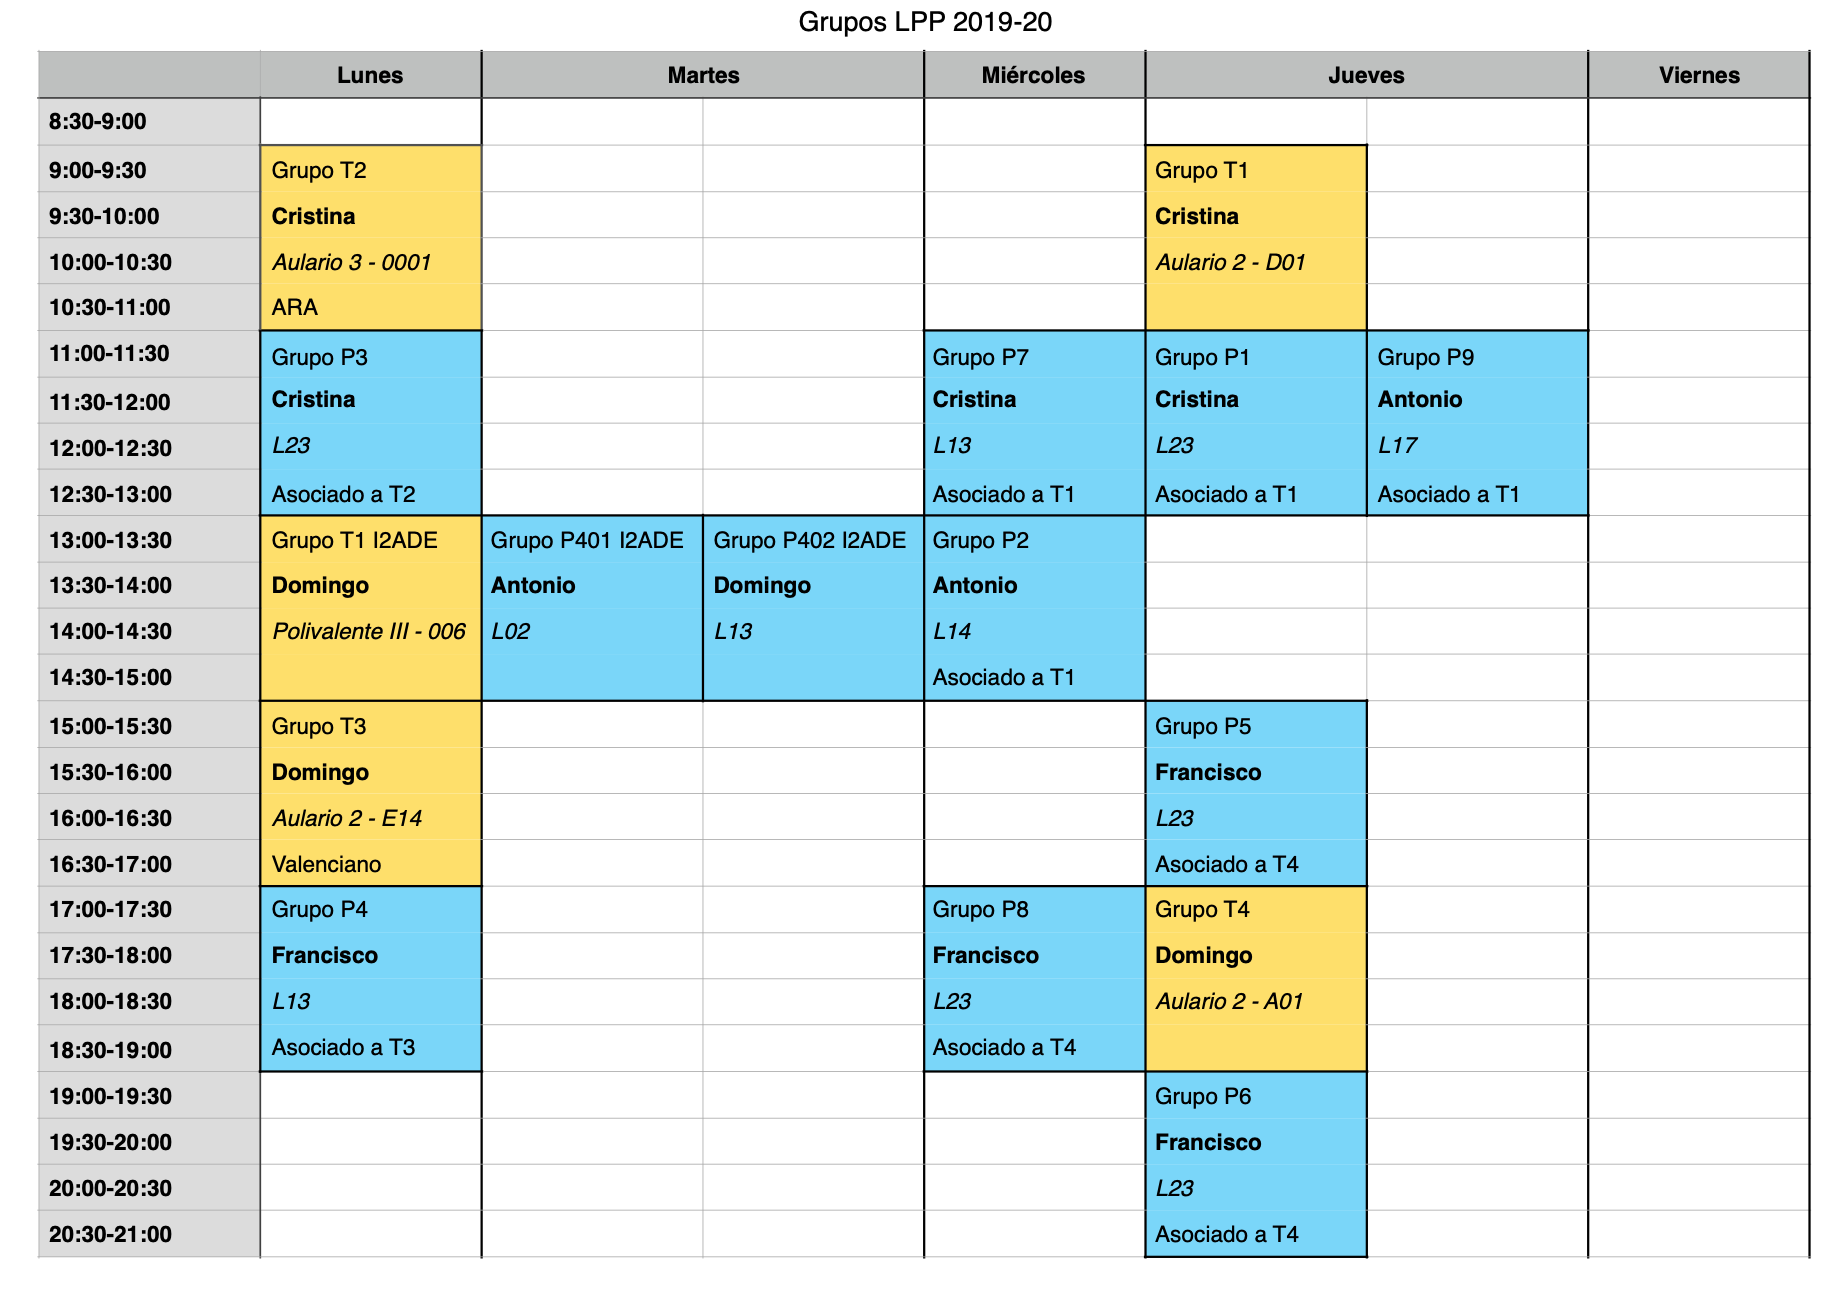 Grupos LPP 2019-20
Lunes Martes Miércoles Jueves Viernes
8:30-9:00
9:00-9:30 Grupo T2 Grupo T1
9:30-10:00 Cristina Cristina
10:00-10:30 Aulario 3 - 0001 Aulario 2 - D01
10:30-11:00 ARA
11:00-11:30 Grupo P3 Grupo P7 Grupo P1 Grupo P9
11:30-12:00 Cristina Cristina Cristina Antonio
12:00-12:30 L23 L13 L23 L17
12:30-13:00 Asociado a T2 Asociado a T1 Asociado a T1 Asociado a T1
13:00-13:30 Grupo T1 I2ADE Grupo P401 I2ADE Grupo P402 I2ADE Grupo P2
13:30-14:00 Domingo Antonio Domingo Antonio
14:00-14:30 Polivalente III - 006 L02 L13 L14
14:30-15:00 Asociado a T1
15:00-15:30 Grupo T3 Grupo P5
15:30-16:00 Domingo Francisco
16:00-16:30 Aulario 2 - E14 L23
16:30-17:00 Valenciano Asociado a T4
17:00-17:30 Grupo P4 Grupo P8 Grupo T4
17:30-18:00 Francisco Francisco Domingo
18:00-18:30 L13 L23 Aulario 2 - A01
18:30-19:00 Asociado a T3 Asociado a T4
19:00-19:30 Grupo P6
19:30-20:00 Francisco
20:00-20:30 L23
20:30-21:00 Asociado a T4